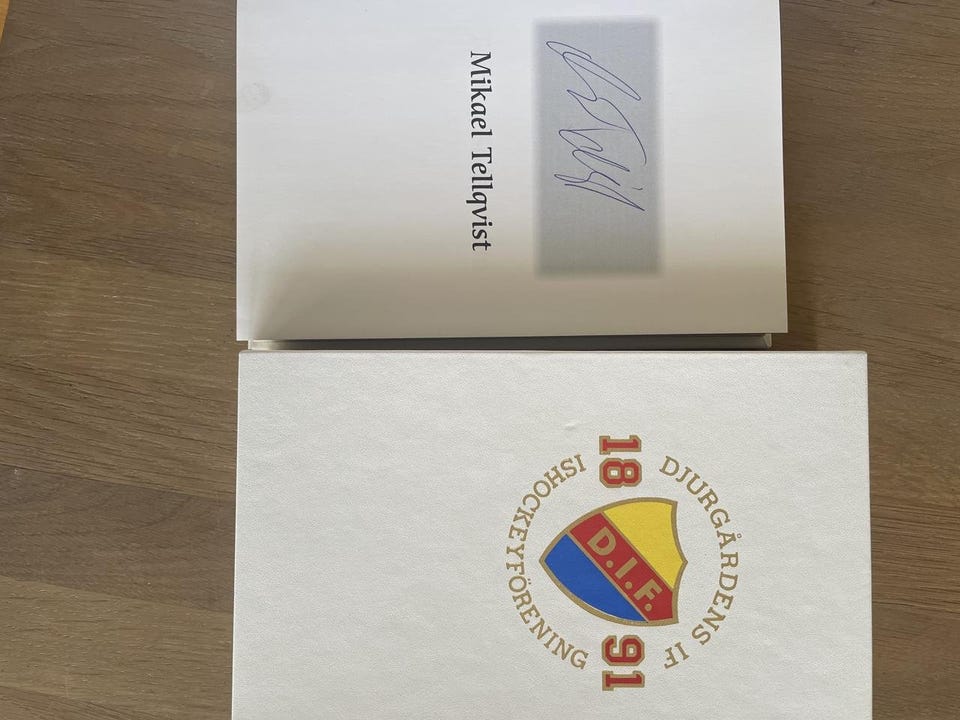 Mikael Tellqvist
DJURGÅRDENS IF
18 91
D.I.F.
ISHOCKEYFÖRENING